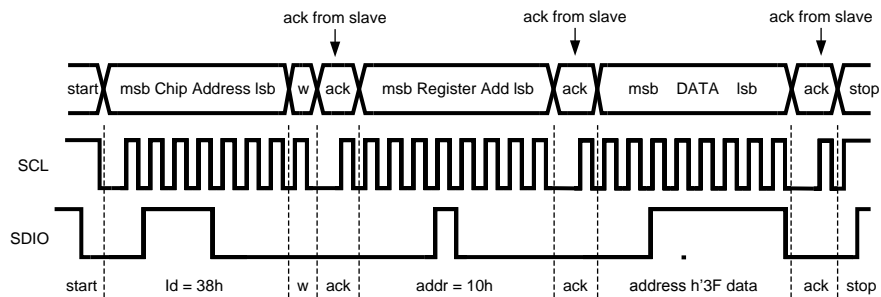 ack from slave ack from slave ack from slave
start msb Chip Address lsb w ack msb Register Add lsb ack msb DATA lsb ack stop
SCL
SDIO
start Id = 38h w ack addr = 10h ack address h'3F data ack stop